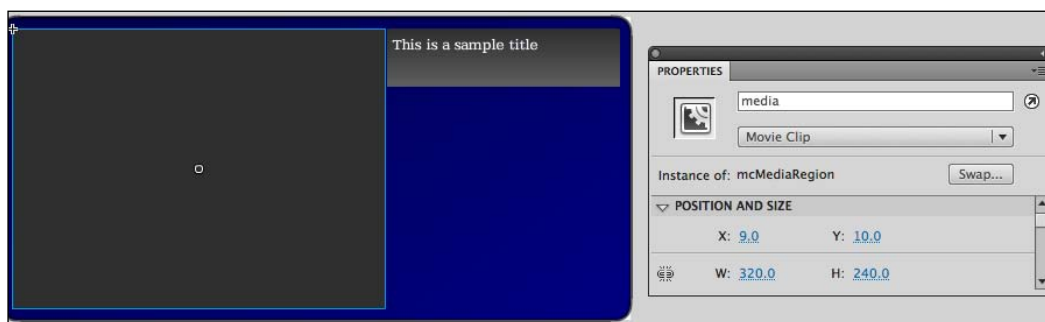 This is a sample title
PROPERTIES
media
Movie Clip
Instance of: mcMediaRegion
Swap...
POSITION AND SIZE
X: 9.0 Y: 10.0
W: 320.0 H: 240.0